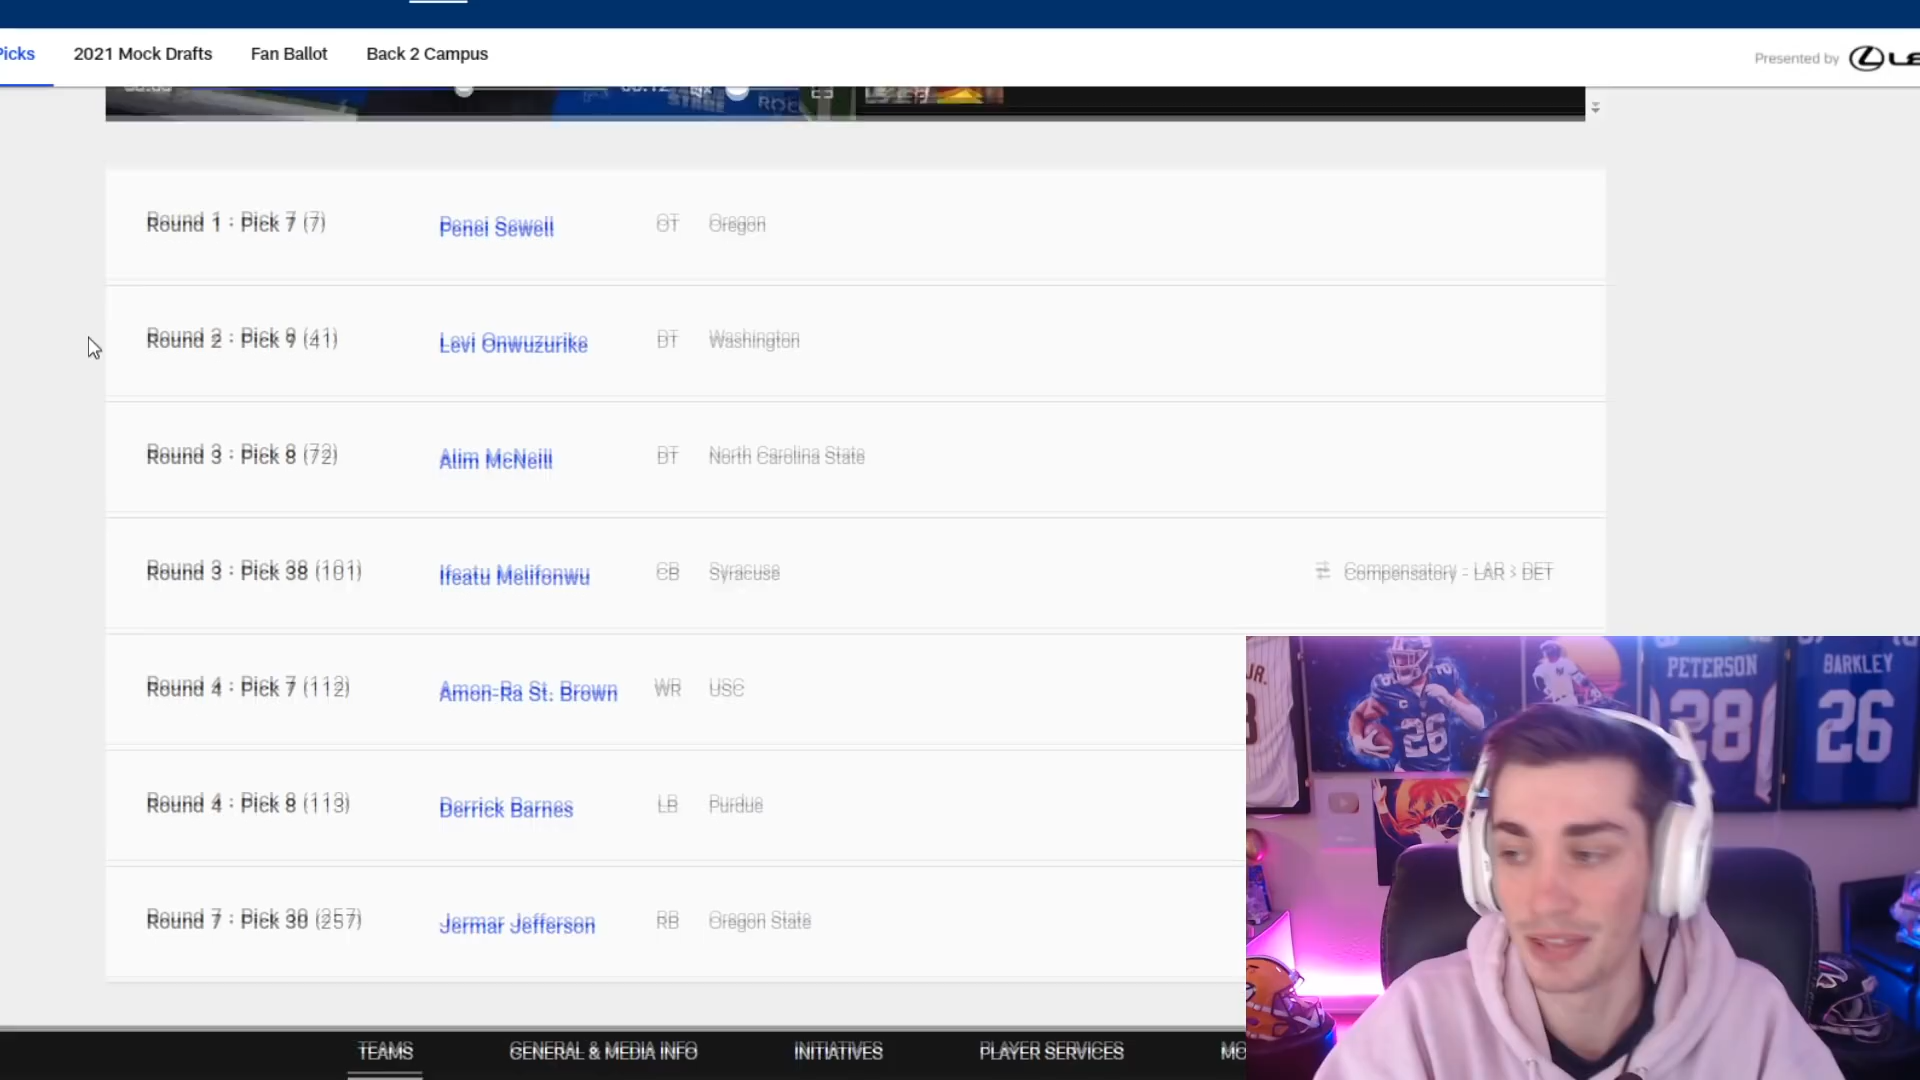 Picks 2021 Mock Drafts Fan Ballot Back 2 Campus Presented by
Round 1 : Pick 7 (7) Penei Sewell OT Oregon
Round 2 : Pick 9 (41) Levi Onwuzurike DT Washington
Round 3 : Pick 8 (72) Alim McNeill DT North Carolina State
Round 3 : Pick 38 (101) Ifeatu Melifonwu CB Syracuse Compensatory - LAR > DET
Round 4 : Pick 7 (112) Amon-Ra St. Brown WR USC
Round 4 : Pick 8 (113) Derrick Barnes LB Purdue
Round 7 : Pick 30 (257) Jermar Jefferson RB Oregon State
JR.
26
PETERSON
28
BARKLEY
26
TEAMS GENERAL & MEDIA INFO INITIATIVES PLAYER SERVICES